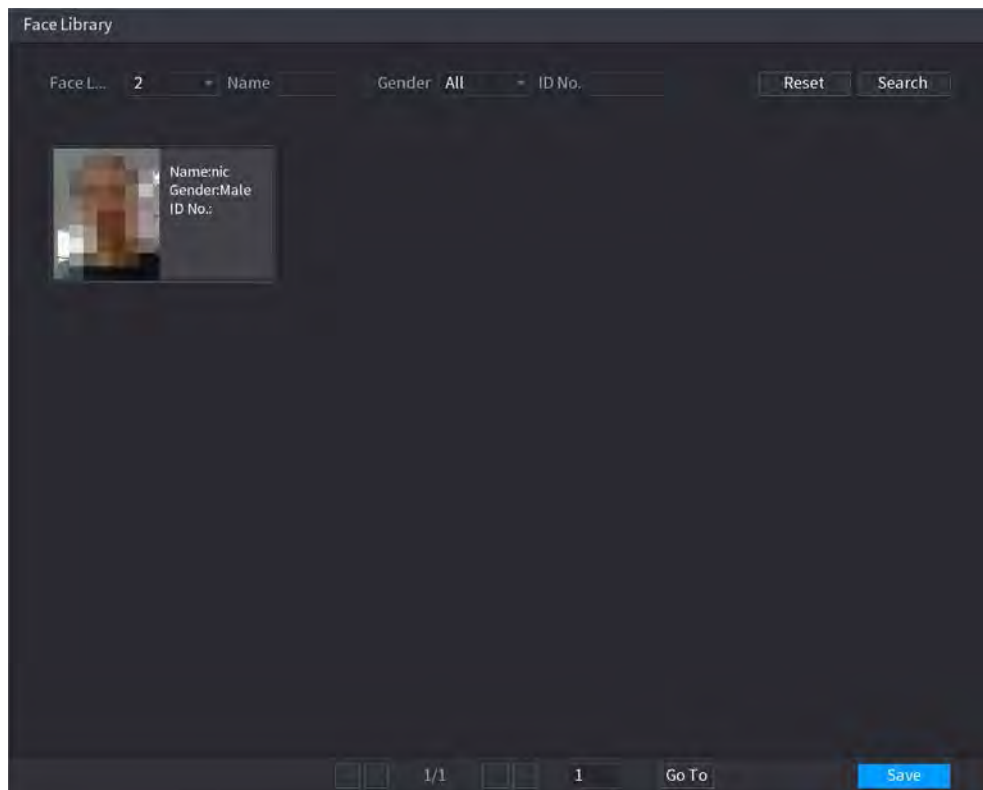 Face Library
Face L... 2 Name Gender All ID No. Reset Search
Name:nic
Gender:Male
ID No.:
1/1 1 Go To Save